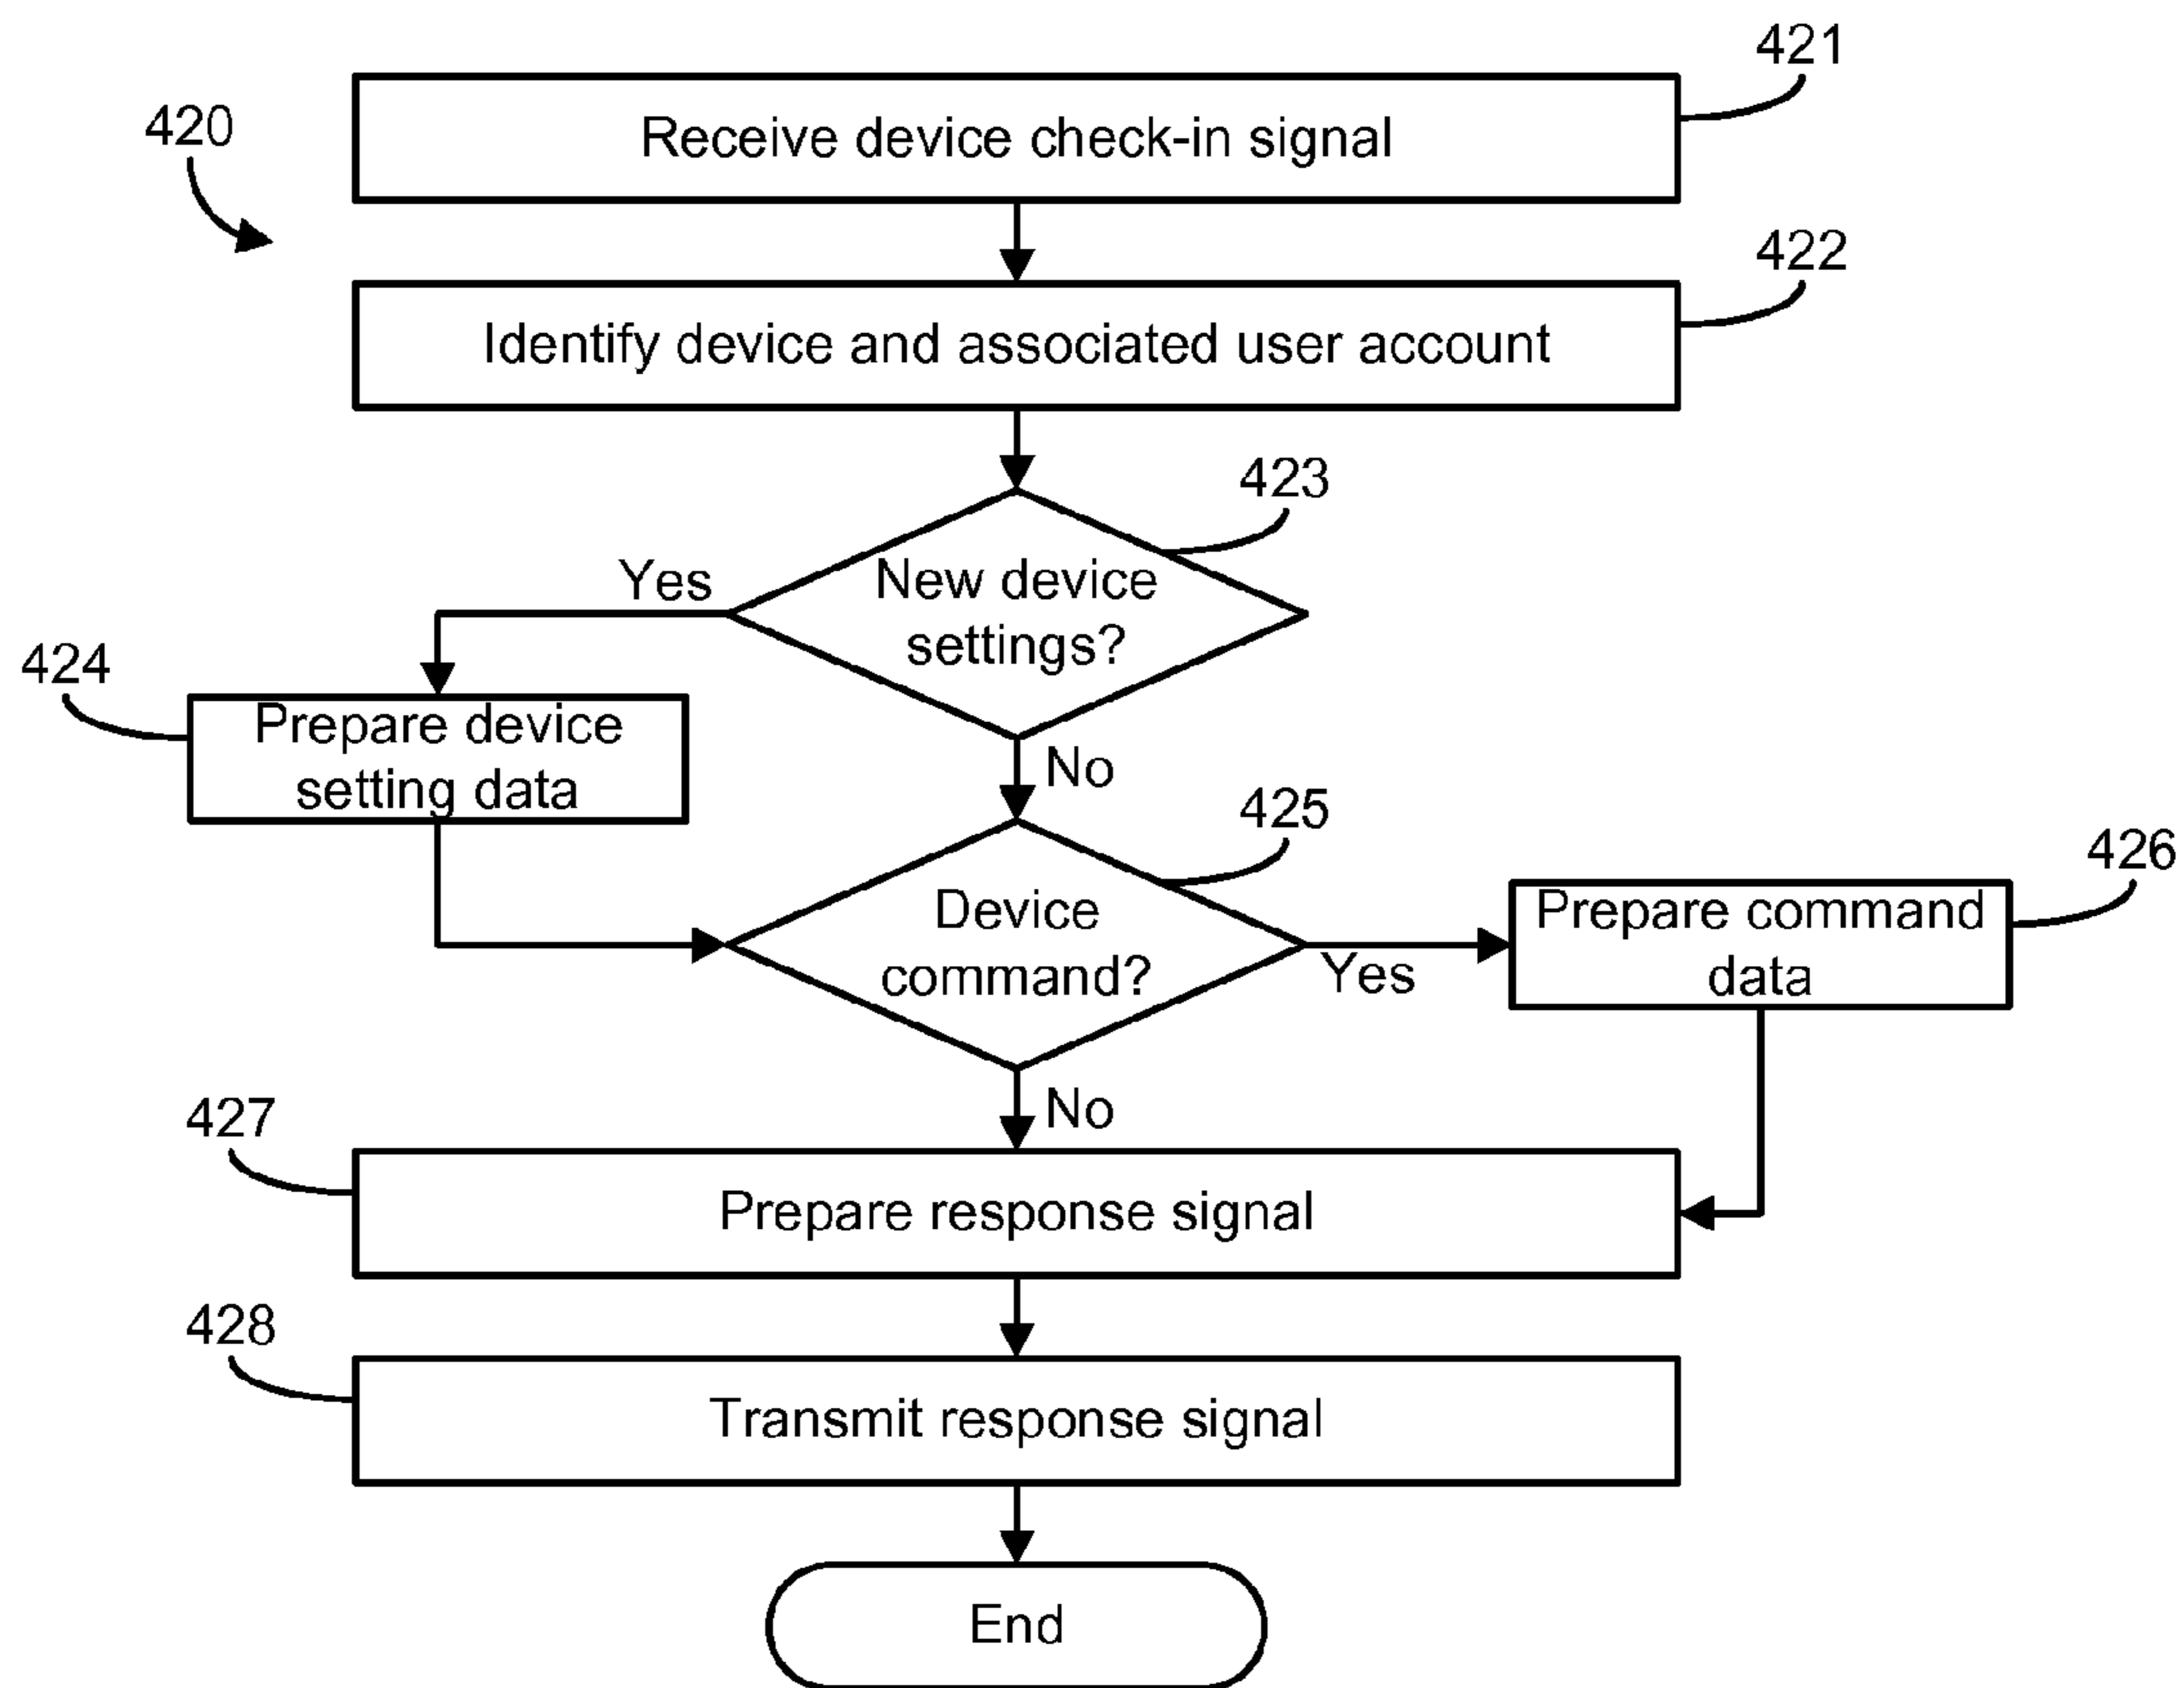 421
Receive device check-in signal
420
422
Identify device and associated user account
423
New device
settings?
Yes
424
Prepare device
setting data
No
425
Device
command?
Yes
426
Prepare command
data
No
427
Prepare response signal
428
Transmit response signal
End